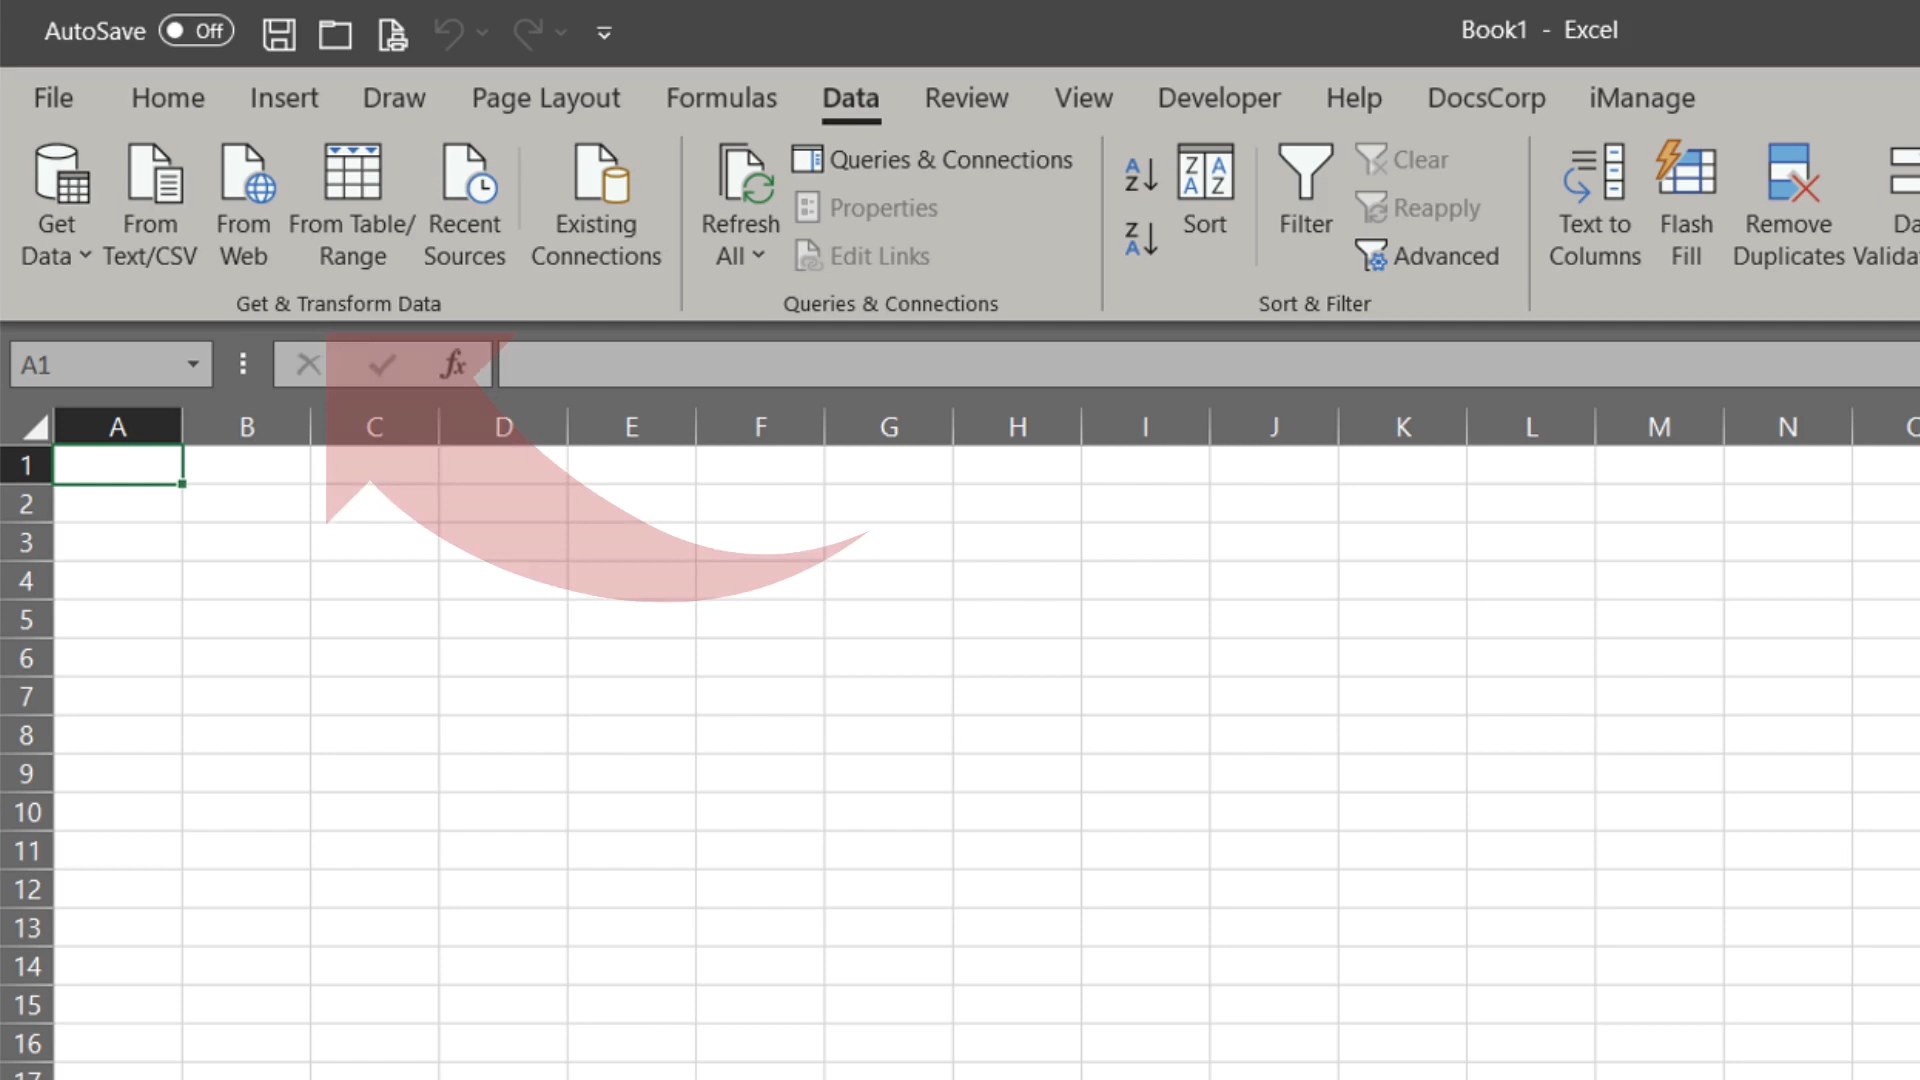 AutoSave Off Book1 - Excel
File Home Insert Draw Page Layout Formulas Data Review View Developer Help DocsCorp iManage
Get Data
From Text/CSV
From Web
From Table/ Range
Recent Sources
Existing Connections
Get & Transform Data
Refresh All
Queries & Connections
Properties
Edit Links
Queries & Connections
A Z
Z A
Z A A Z
Sort
Filter
Clear
Reapply
Advanced
Sort & Filter
Text to Columns
Flash Fill
Remove Duplicates
A1 fx
A B C D E F G H I J K L M N
1
2
3
4
5
6
7
8
9
10
11
12
13
14
15
16
17